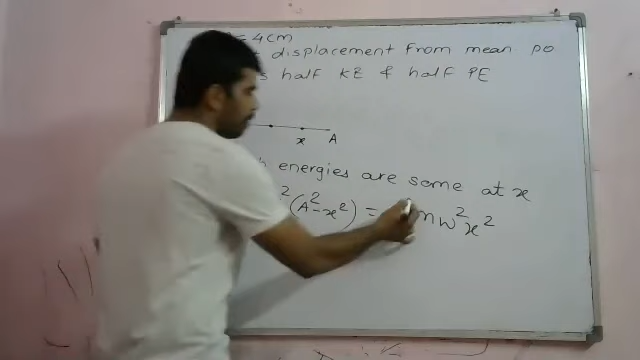 = 4cm
displacement from mean po
half KE & half PE
x A
energies are same at x
² (A² - x²) = mw²x²